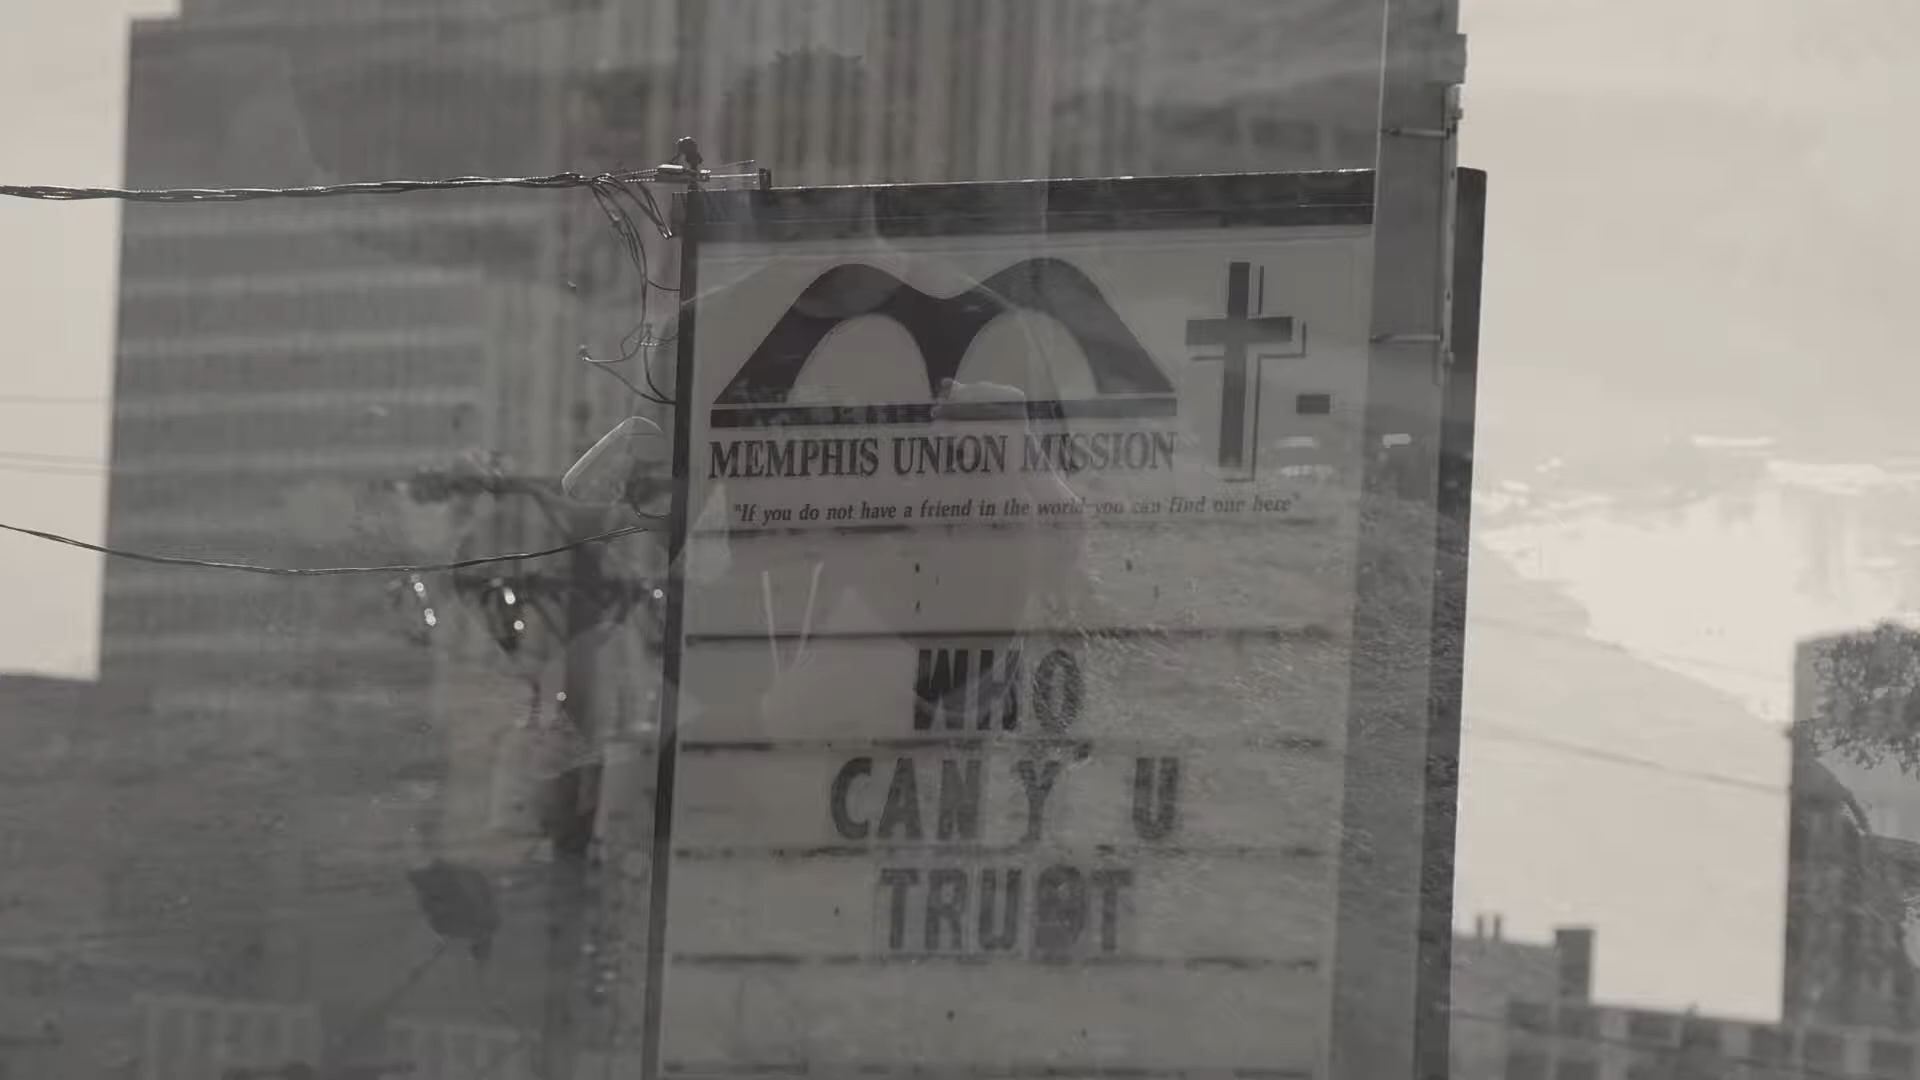 MEMPHIS UNION MISSION
"If you do not have a friend in the world you can find one here"
WHO
CAN Y U
TRUST